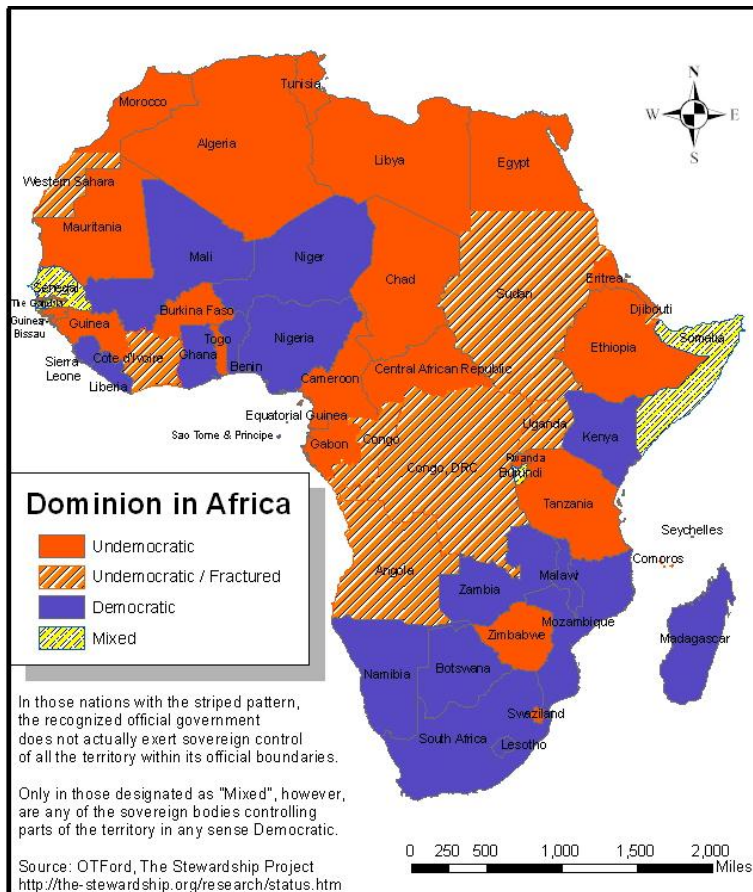 N
W E
S
Tunisia
Morocco
Algeria
Libya
Egypt
Western Sahara
Mauritania
Mali
Niger
Chad
Sudan
Eritrea
Senegal
The Gambia
Guinea-
Bissau
Guinea
Burkina Faso
Djibouti
Somalia
Sierra
Leone
Cote d'Ivoire
Liberia
Ghana
Togo
Benin
Nigeria
Ethiopia
Cameroon
Central African Republic
Equatorial Guinea
Sao Tome & Principe
Gabon
Congo
Congo, DRC
Uganda
Kenya
Rwanda
Burundi
Tanzania
Seychelles
Comoros
Angola
Zambia
Malawi
Mozambique
Zimbabwe
Madagascar
Namibia
Botswana
Swaziland
South Africa
Lesotho
Dominion in Africa
Undemocratic
Undemocratic / Fractured
Democratic
Mixed
In those nations with the striped pattern,
the recognized official government
does not actually exert sovereign control
of all the territory within its official boundaries.
Only in those designated as "Mixed", however,
are any of the sovereign bodies controlling
parts of the territory in any sense Democratic.
Source: OTFord, The Stewardship Project
http://the-stewardship.org/research/status.htm
0 250 500 1,000 1,500 2,000
Miles